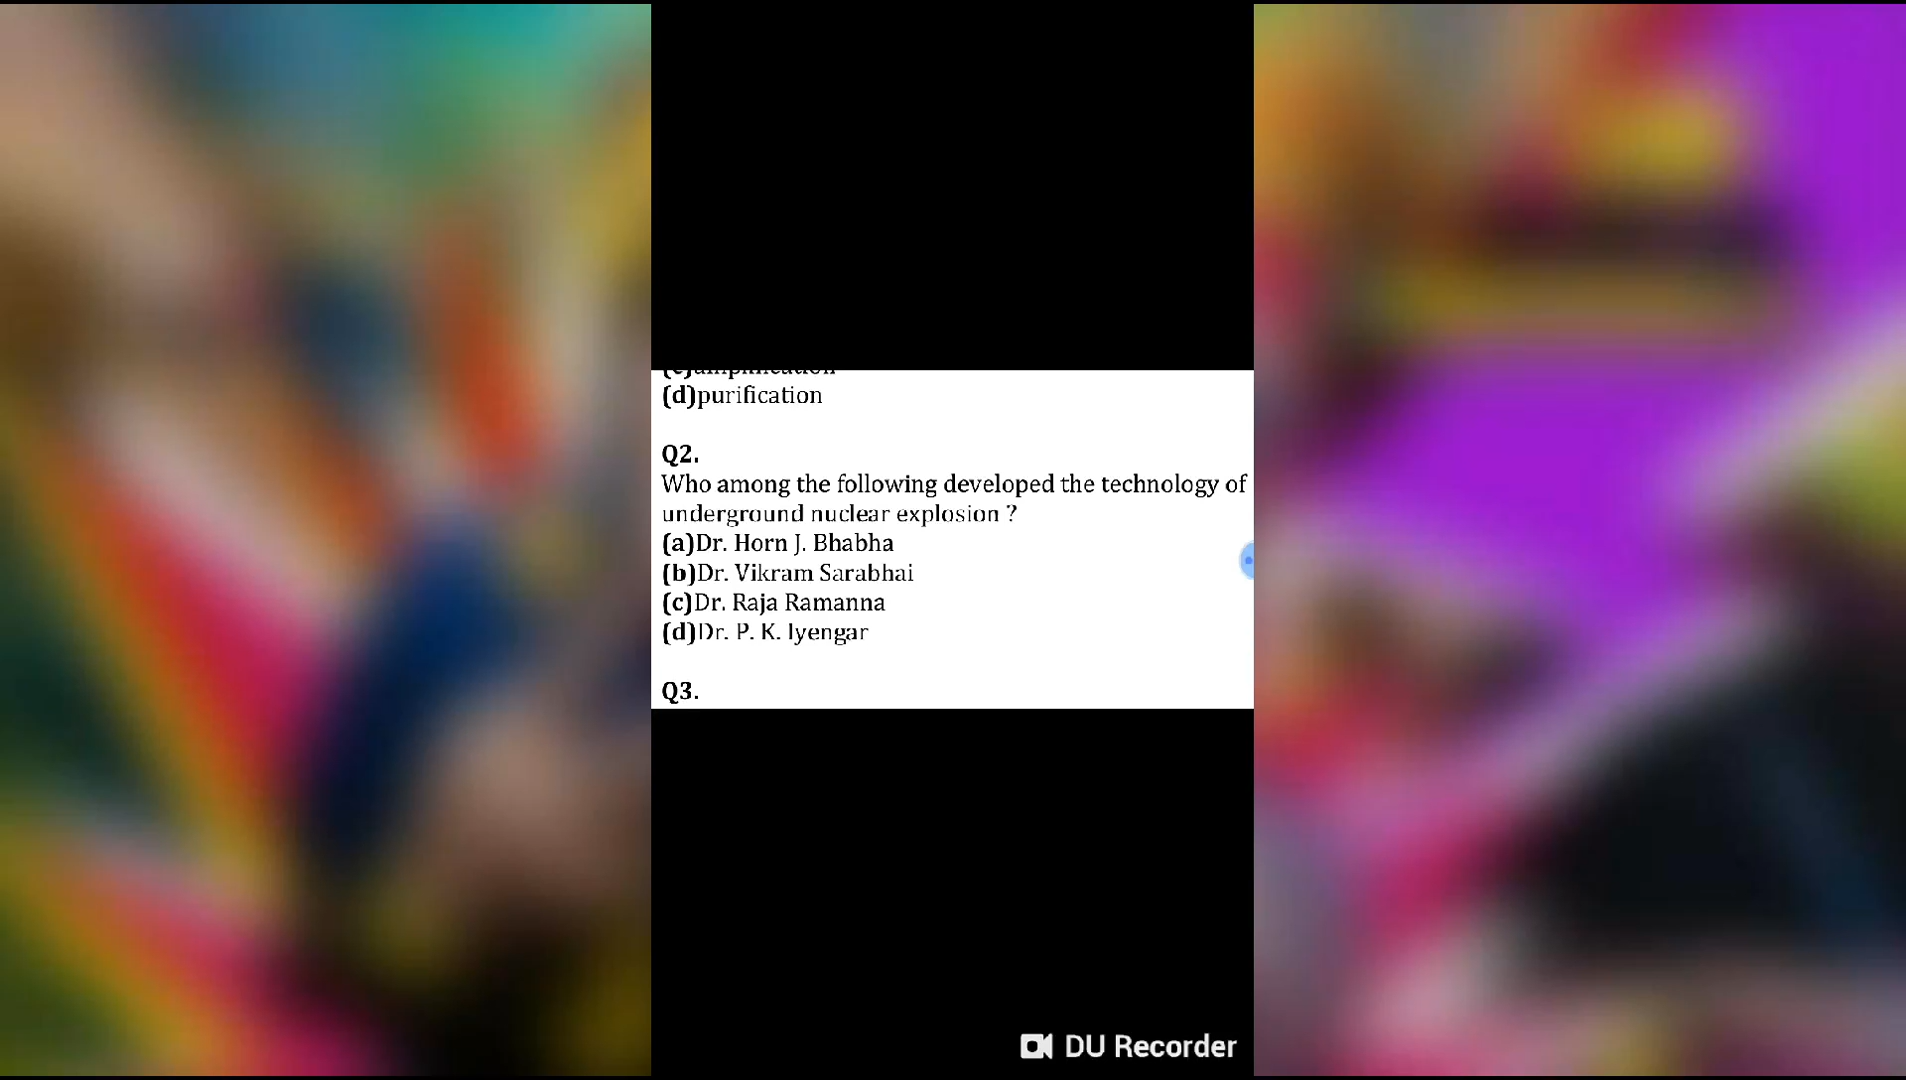 (c)amplification
(d)purification
Q2.
Who among the following developed the technology of
underground nuclear explosion ?
(a)Dr. Horn J. Bhabha
(b)Dr. Vikram Sarabhai
(c)Dr. Raja Ramanna
(d)Dr. P. K. Iyengar
Q3.
DU Recorder